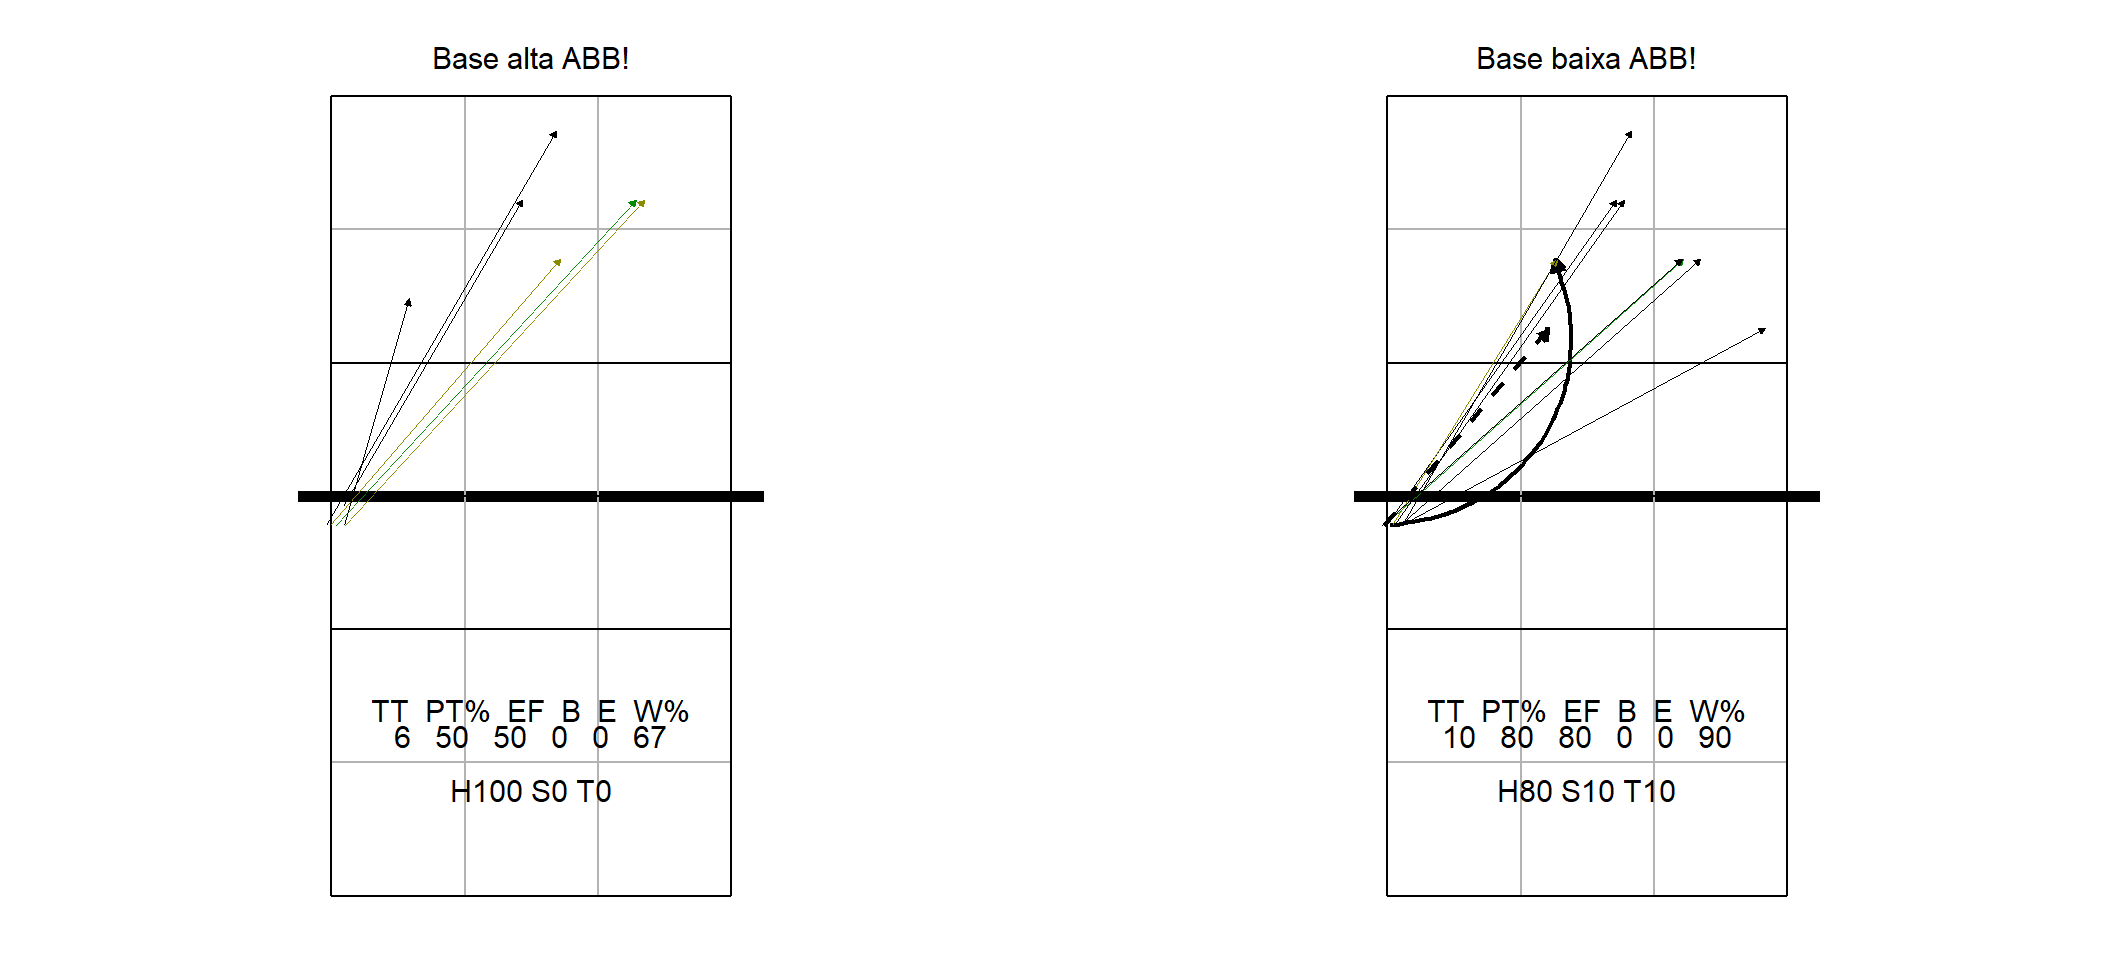 Base alta ABB!
TT PT% EF B E W%
6 50 50 0 0 67
H100 S0 T0
Base baixa ABB!
TT PT% EF B E W%
10 80 80 0 0 90
H80 S10 T10